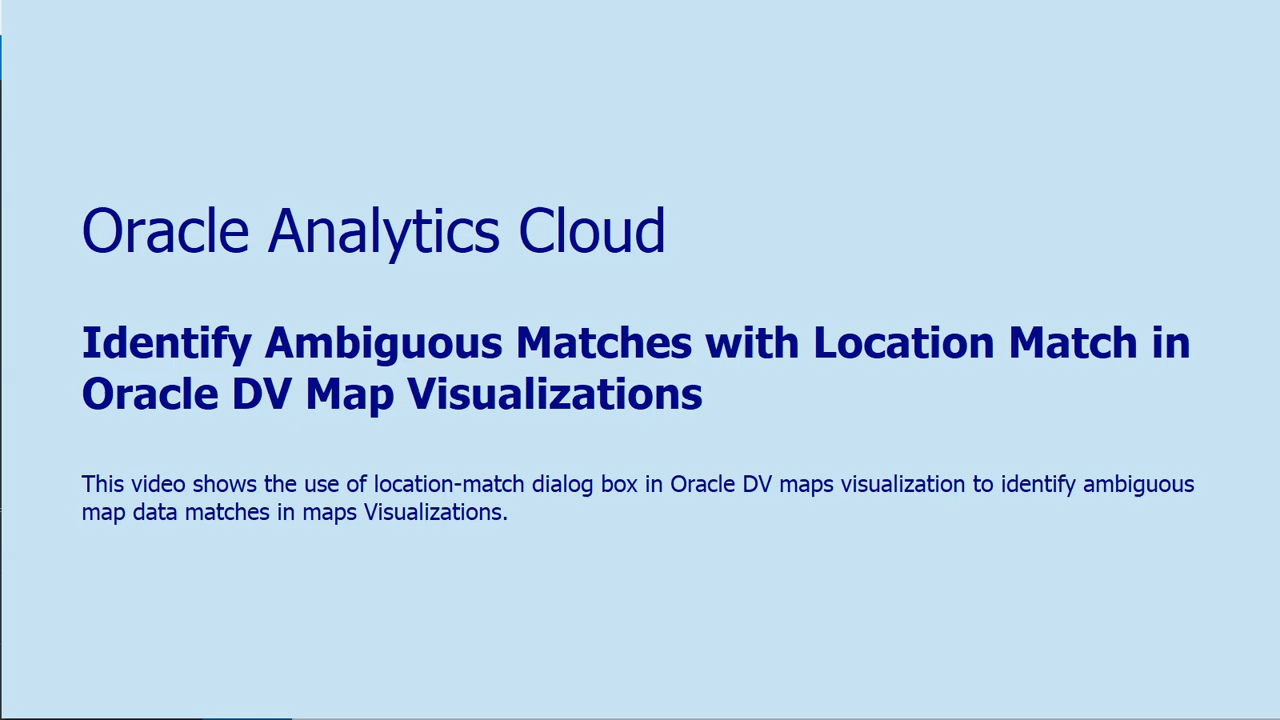 Oracle Analytics Cloud
Identify Ambiguous Matches with Location Match in
Oracle DV Map Visualizations
This video shows the use of location-match dialog box in Oracle DV maps visualization to identify ambiguous
map data matches in maps Visualizations.